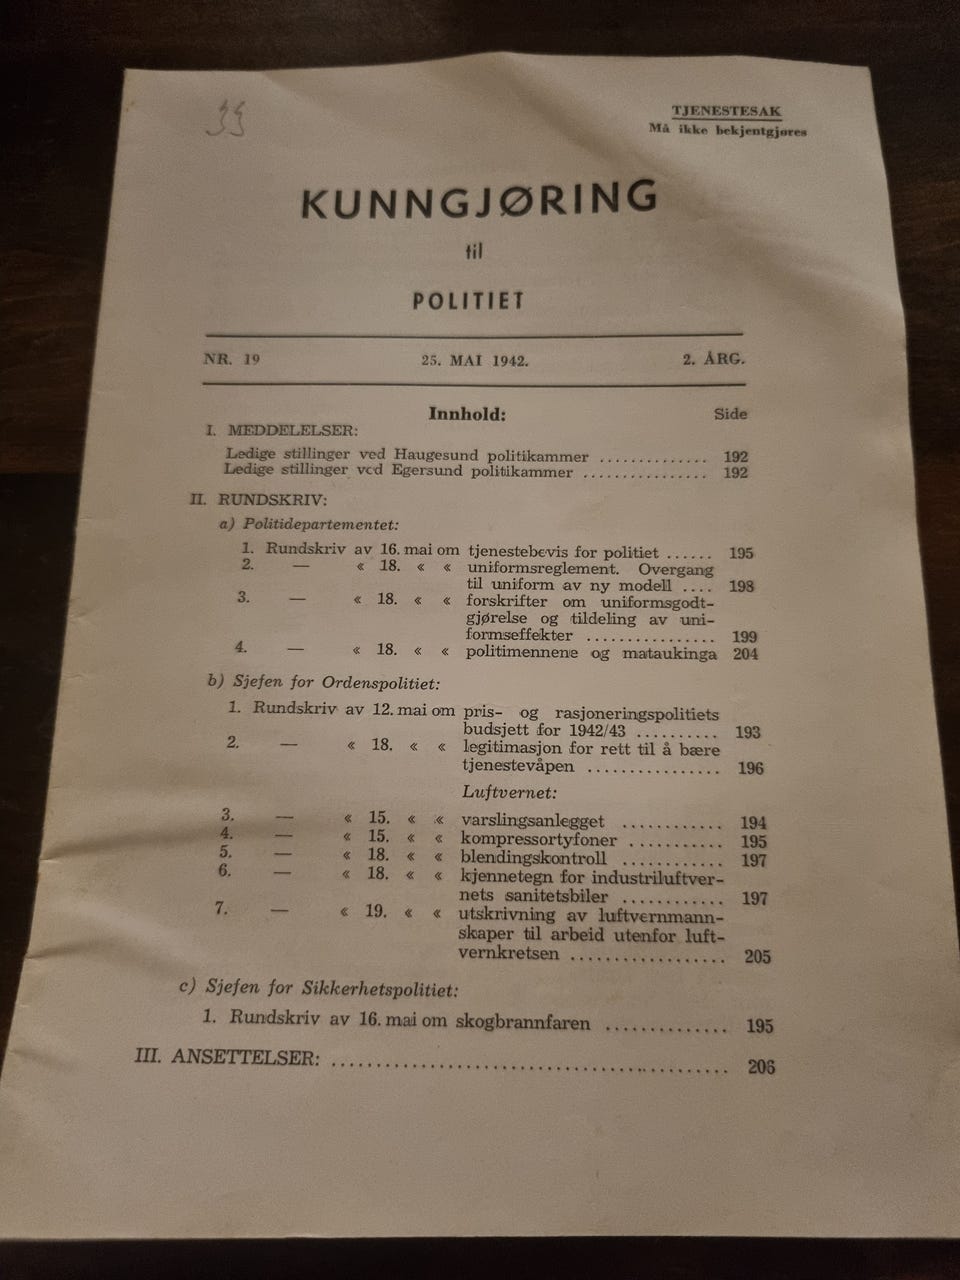 39
TJENESTESAK
Må ikke bekjentgjøres
KUNNGJØRING
til
POLITIET
NR. 19 25. MAI 1942. 2. ÅRG.
Innhold: Side
I. MEDDELELSER:
Ledige stillinger ved Haugesund politikammer .............. 192
Ledige stillinger ved Egersund politikammer ................ 192
II. RUNDSKRIV:
a) Politidepartementet:
1. Rundskriv av 16. mai om tjenestebevis for politiet ...... 195
2. — « 18. « « uniformsreglement. Overgang
til uniform av ny modell .... 198
3. — « 18. « « forskrifter om uniformsgodt-
gjørelse og tildeling av uni-
formseffekter ................ 199
4. — « 18. « « politimennene og mataukinga 204
b) Sjefen for Ordenspolitiet:
1. Rundskriv av 12. mai om pris- og rasjoneringspolitiets
budsjett for 1942/43 .......... 193
2. — « 18. « « legitimasjon for rett til å bære
tjenestevåpen ................ 196
Luftvernet:
3. — « 15. « « varslingsanlegget ............ 194
4. — « 15. « « kompressortyfoner ........... 195
5. — « 18. « « blendingskontroll ............ 197
6. — « 18. « « kjennetegn for industriluftver-
nets sanitetsbiler ............ 197
7. — « 19. « « utskrivning av luftvernmann-
skaper til arbeid utenfor luft-
vernkretsen .................. 205
c) Sjefen for Sikkerhetspolitiet:
1. Rundskriv av 16. mai om skogbrannfaren .............. 195
III. ANSETTELSER: ............................................. 206